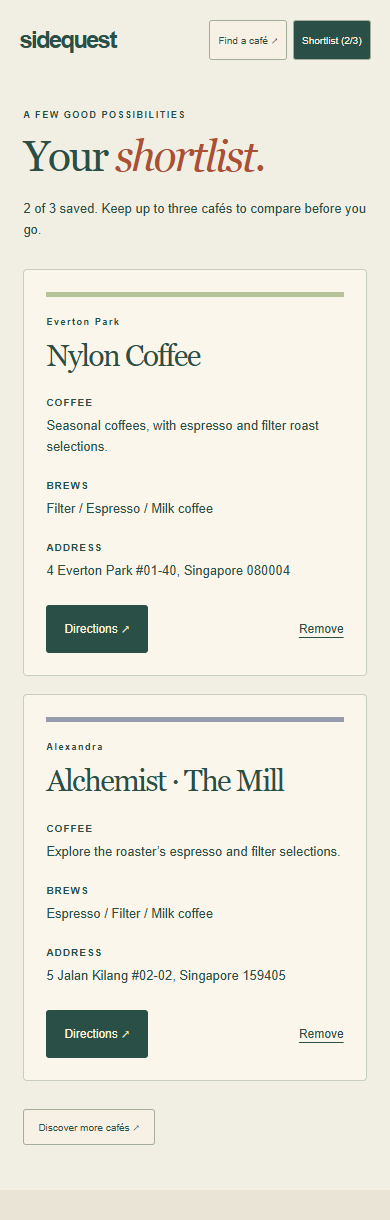 sidequest
Find a café ↗
Shortlist (2/3)
A FEW GOOD POSSIBILITIES
Your shortlist.
2 of 3 saved. Keep up to three cafés to compare before you
go.
Everton Park
Nylon Coffee
COFFEE
Seasonal coffees, with espresso and filter roast
selections.
BREWS
Filter / Espresso / Milk coffee
ADDRESS
4 Everton Park #01-40, Singapore 080004
Directions ↗
Remove
Alexandra
Alchemist · The Mill
COFFEE
Explore the roaster's espresso and filter selections.
BREWS
Espresso / Filter / Milk coffee
ADDRESS
5 Jalan Kilang #02-02, Singapore 159405
Directions ↗
Remove
Discover more cafés ↗